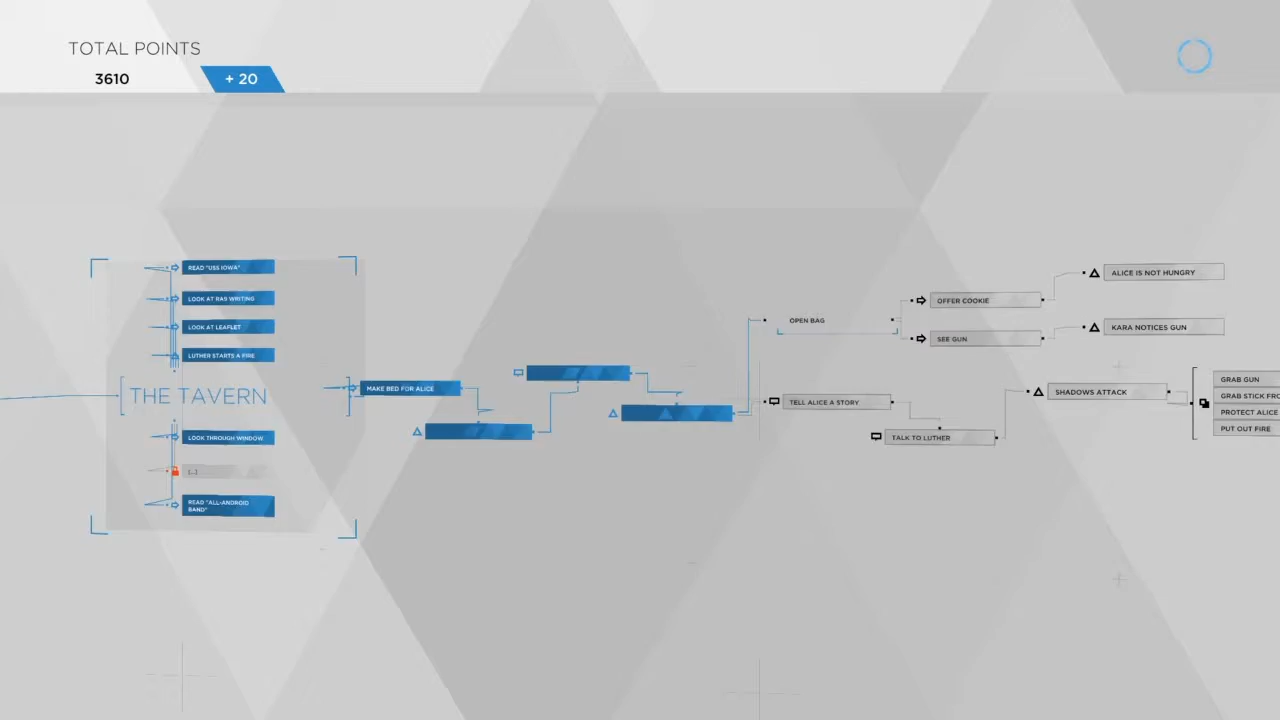 TOTAL POINTS
3610
+ 20
READ "USS IOWA"
LOOK AT RA9 WRITING
LOOK AT LEAFLET
LUTHER STARTS A FIRE
THE TAVERN
LOOK THROUGH WINDOW
[...]
READ "ALL-ANDROID
BAND"
MAKE BED FOR ALICE
OPEN BAG
TELL ALICE A STORY
TALK TO LUTHER
OFFER COOKIE
SEE GUN
ALICE IS NOT HUNGRY
KARA NOTICES GUN
SHADOWS ATTACK
GRAB GUN
GRAB STICK FRO
PROTECT ALICE
PUT OUT FIRE